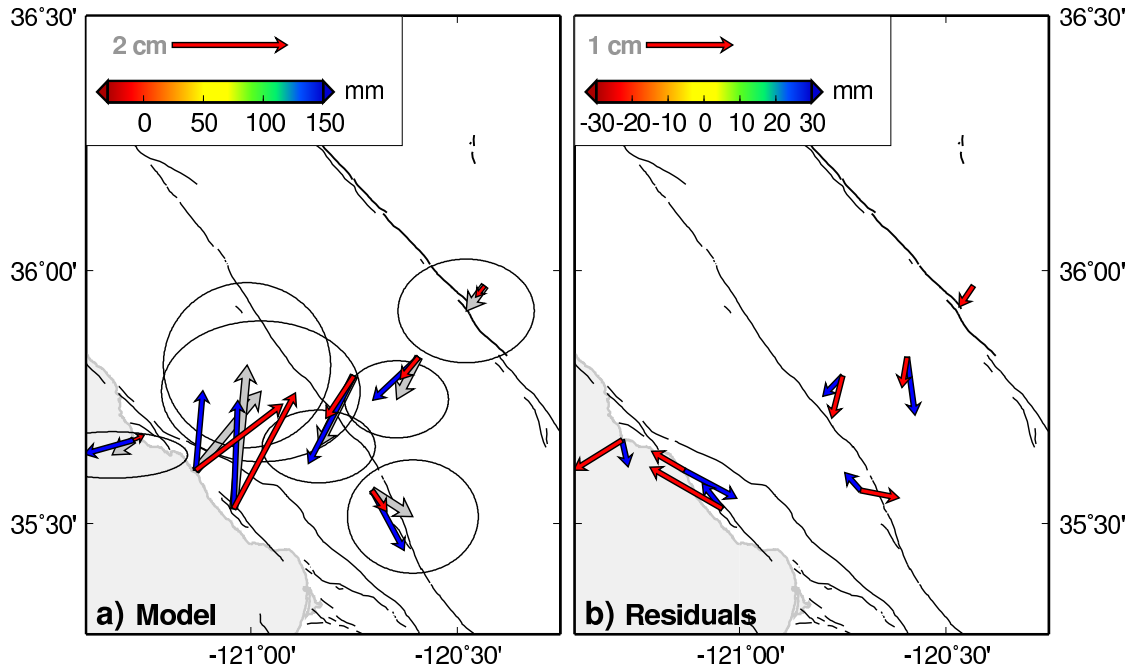 36°30' 36°30'
2 cm 1 cm
mm mm
0 50 100 150 -30-20-10 0 10 20 30
36°00' 36°00'
35°30' 35°30'
a) Model b) Residuals
-121°00' -120°30' -121°00' -120°30'